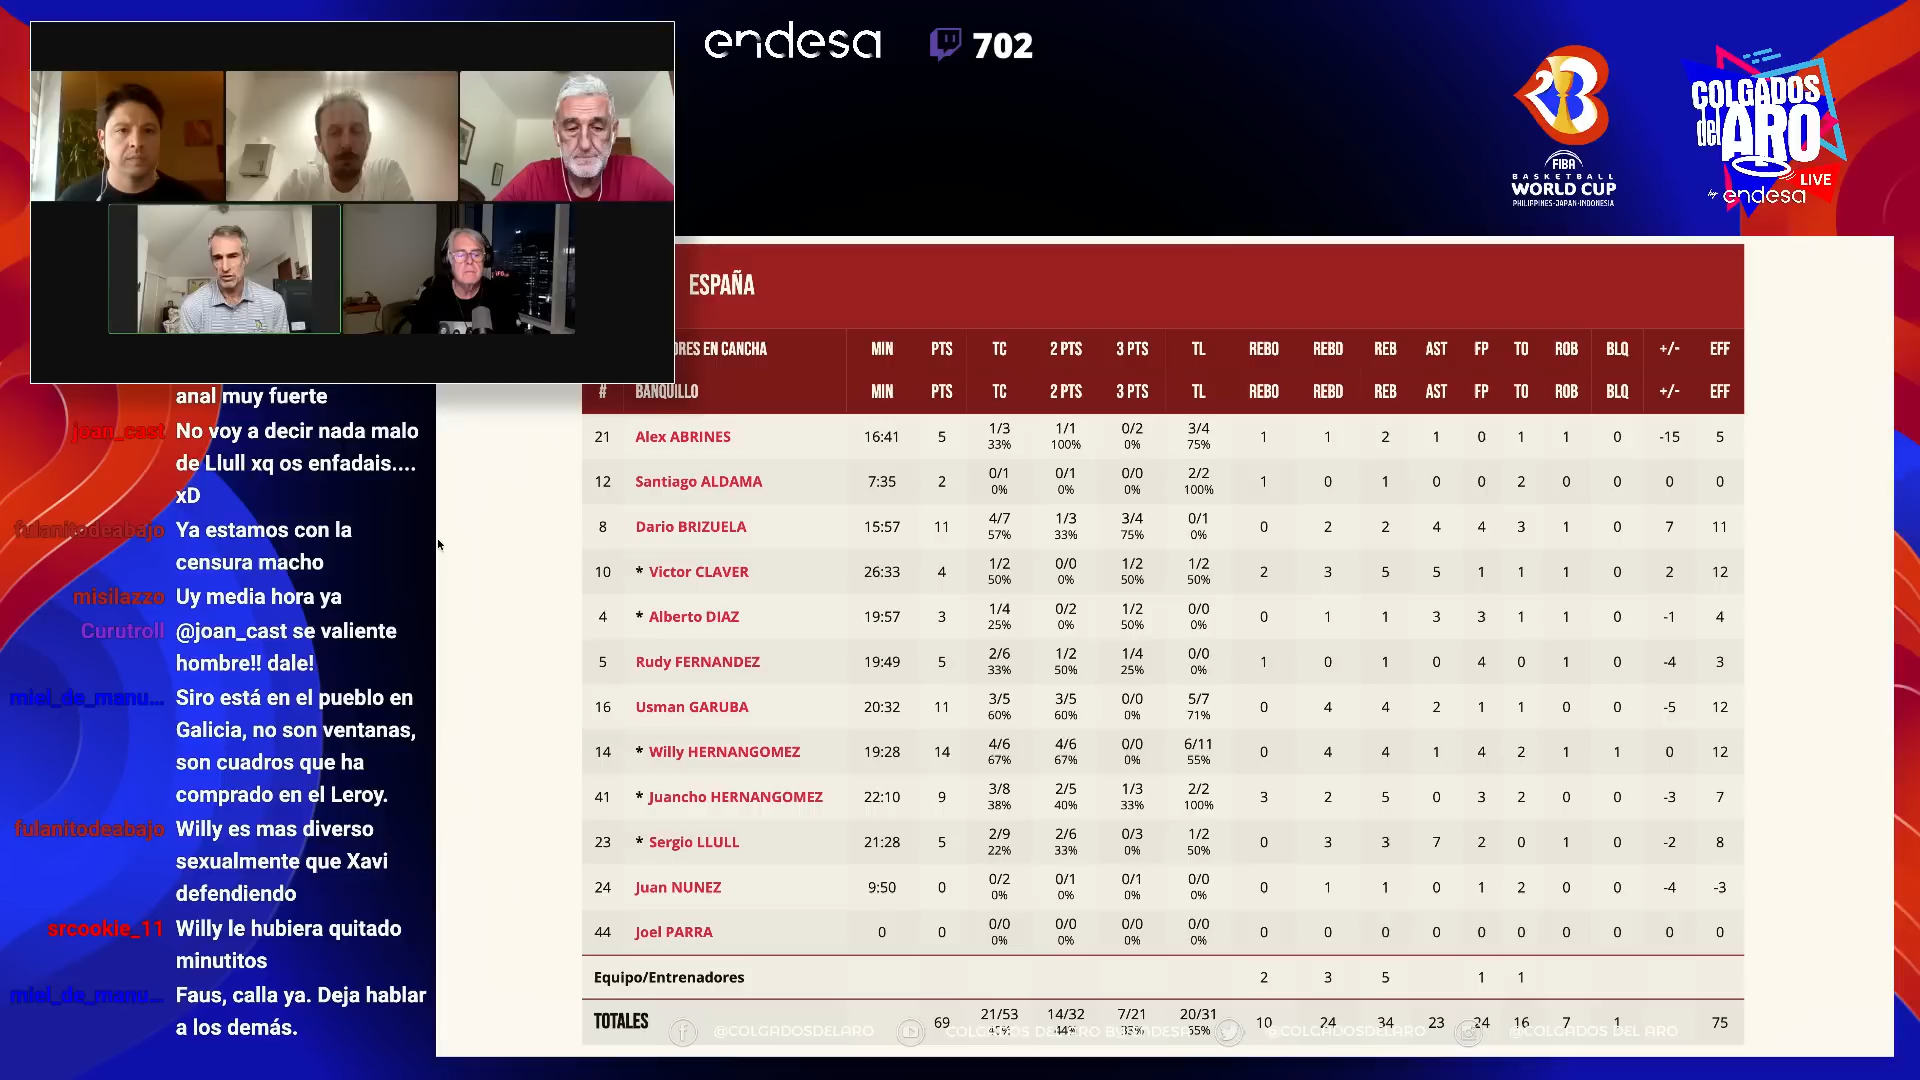 endesa
702
FIBA
BASKETBALL
WORLD CUP
PHILIPPINES-JAPAN-INDONESIA
COLGADOS
del ARO
LIVE
by endesa
anal muy fuerte
joan_cast No voy a decir nada malo
de Llull xq os enfadais....
xD
fulanitodeabajo Ya estamos con la
censura macho
misilazzo Uy media hora ya
Curutroll @joan_cast se valiente
hombre!! dale!
miel_de_manu... Siro está en el pueblo en
Galicia, no son ventanas,
son cuadros que ha
comprado en el Leroy.
fulanitodeabajo Willy es mas diverso
sexualmente que Xavi
defendiendo
srcookie_11 Willy le hubiera quitado
minutitos
miel_de_manu... Faus, calla ya. Deja hablar
a los demás.
ESPAÑA
ORES EN CANCHA MIN PTS TC 2 PTS 3 PTS TL REBO REBD REB AST FP TO ROB BLQ +/- EFF
# BANQUILLO MIN PTS TC 2 PTS 3 PTS TL REBO REBD REB AST FP TO ROB BLQ +/- EFF
21 Alex ABRINES 16:41 5 1/3 1/1 0/2 3/4 1 1 2 1 0 1 1 0 -15 5
33% 100% 0% 75%
12 Santiago ALDAMA 7:35 2 0/1 0/1 0/0 2/2 1 0 1 0 0 2 0 0 0 0
0% 0% 0% 100%
8 Dario BRIZUELA 15:57 11 4/7 1/3 3/4 0/1 0 2 2 4 4 3 1 0 7 11
57% 33% 75% 0%
10 * Victor CLAVER 26:33 4 1/2 0/0 1/2 1/2 2 3 5 5 1 1 1 0 2 12
50% 0% 50% 50%
4 * Alberto DIAZ 19:57 3 1/4 0/2 1/2 0/0 0 1 1 3 3 1 1 0 -1 4
25% 0% 50% 0%
5 Rudy FERNANDEZ 19:49 5 2/6 1/2 1/4 0/0 1 0 1 0 4 0 1 0 -4 3
33% 50% 25% 0%
16 Usman GARUBA 20:32 11 3/5 3/5 0/0 5/7 0 4 4 2 1 1 0 0 -5 12
60% 60% 0% 71%
14 * Willy HERNANGOMEZ 19:28 14 4/6 4/6 0/0 6/11 0 4 4 1 4 2 1 1 0 12
67% 67% 0% 55%
41 * Juancho HERNANGOMEZ 22:10 9 3/8 2/5 1/3 2/2 3 2 5 0 3 2 0 0 -3 7
38% 40% 33% 100%
23 * Sergio LLULL 21:28 5 2/9 2/6 0/3 1/2 0 3 3 7 2 0 1 0 -2 8
22% 33% 0% 50%
24 Juan NUNEZ 9:50 0 0/2 0/1 0/1 0/0 0 1 1 0 1 2 0 0 -4 -3
0% 0% 0% 0%
44 Joel PARRA 0 0 0/0 0/0 0/0 0/0 0 0 0 0 0 0 0 0 0 0
0% 0% 0% 0%
Equipo/Entrenadores 2 3 5 1 1
TOTALES 69 21/53 14/32 7/21 20/31 10 24 34 23 24 16 7 1 75
44% 65%
@COLGADOSDELARO COLGADOS DEL ARO BY ENDESA @COLGADOSDELARO @COLGADOS DEL ARO